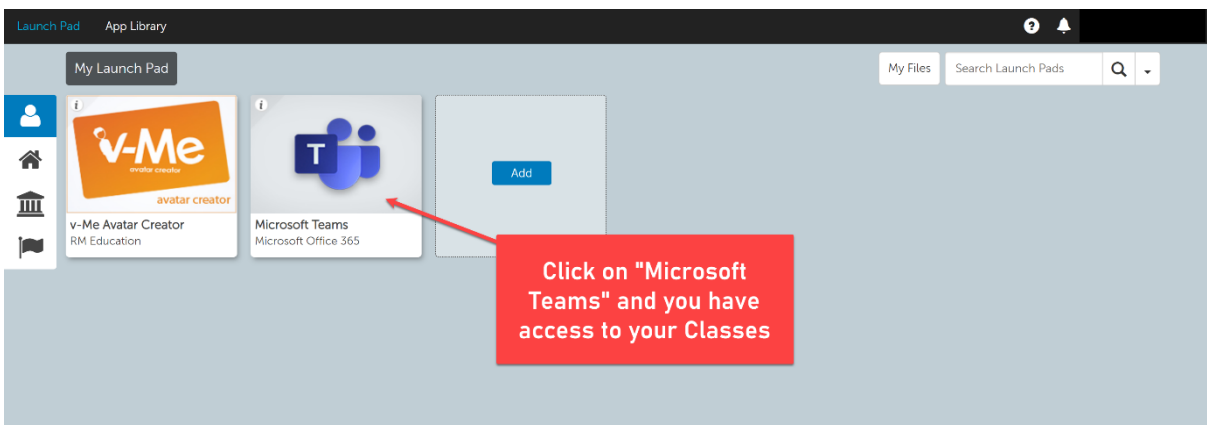 Launch Pad App Library
My Launch Pad
My Files Search Launch Pads
v-Me
avatar creator
avatar creator
T
Add
v-Me Avatar Creator
RM Education
Microsoft Teams
Microsoft Office 365
Click on "Microsoft
Teams" and you have
access to your Classes